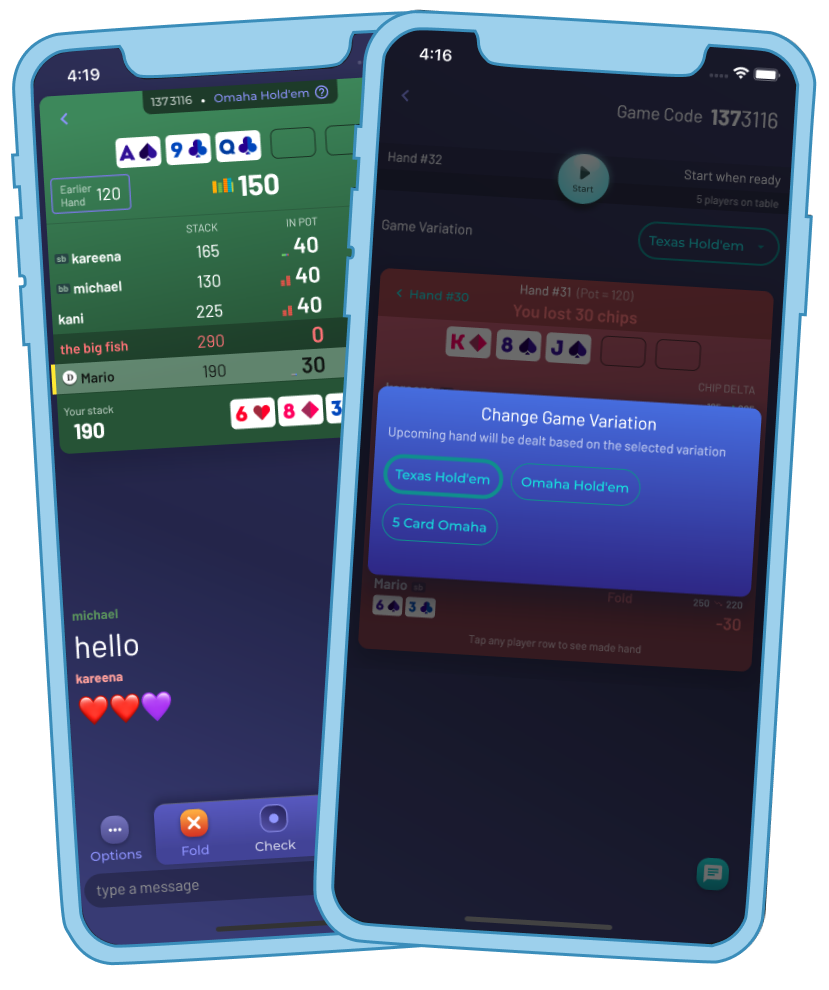 4:19
1373116 • Omaha Hold'em ?
A 9 Q
Earlier Hand 120
150
STACK IN POT
sb kareena 165 40
bb michael 130 40
kani 225 40
the big fish 290 0
D Mario 190 30
Your stack
190
6 8 3
michael
hello
kareena
Options
Fold
Check
type a message
4:16
Game Code 1373116
Hand #32
Start
Start when ready
5 players on table
Game Variation
Texas Hold'em
Hand #30
Hand #31 (Pot = 120)
You lost 30 chips
K 8 J
CHIP DELTA
Change Game Variation
Upcoming hand will be dealt based on the selected variation
Texas Hold'em
Omaha Hold'em
5 Card Omaha
Mario sb
Fold
250 220
6 3
-30
Tap any player row to see made hand